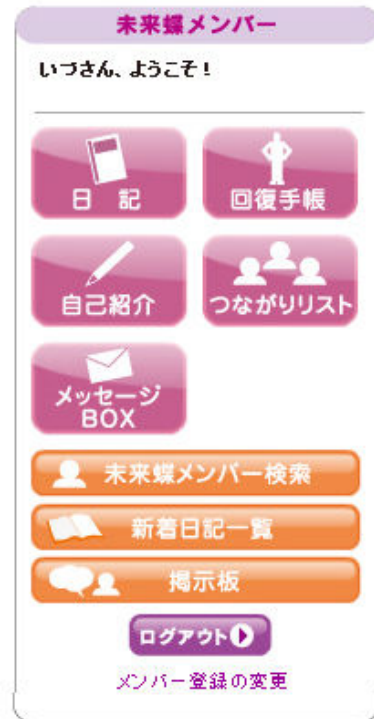 未来蝶メンバー
いづさん、ようこそ！
日 記
回復手帳
自己紹介
つながりリスト
メッセージ
BOX
未来蝶メンバー検索
新着日記一覧
掲示板
ログアウト
メンバー登録の変更